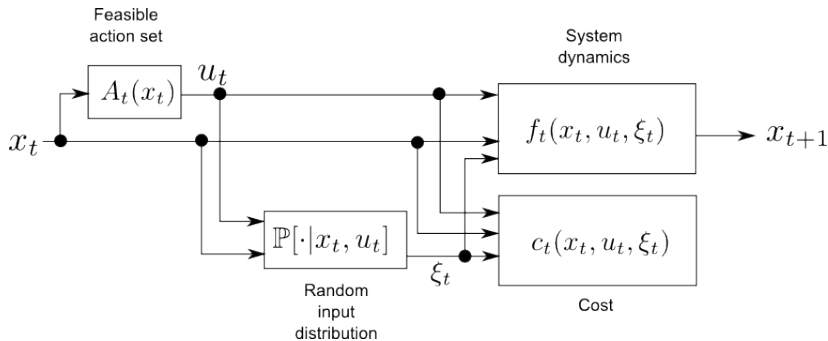 Feasible
action set
System
dynamics
u_t
A_t(x_t)
x_t
f_t(x_t, u_t, ξ_t)
x_{t+1}
ℙ[·|x_t, u_t]
c_t(x_t, u_t, ξ_t)
ξ_t
Random
input
distribution
Cost